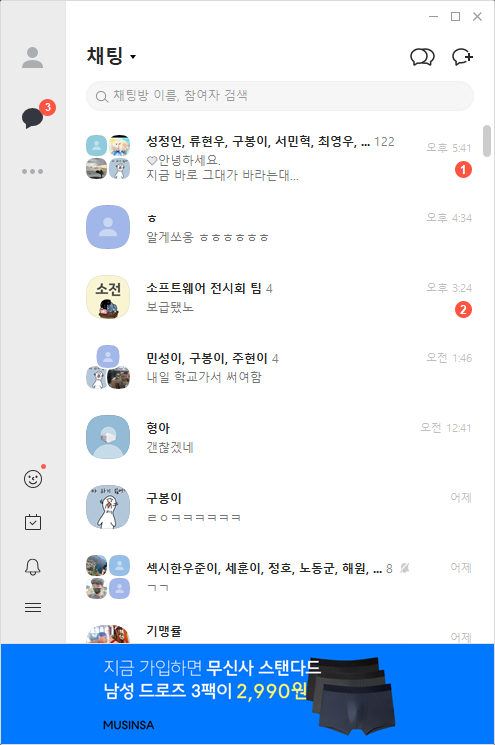 채팅
3
채팅방 이름, 참여자 검색
성정언, 류현우, 구봉이, 서민혁, 최영우, ... 122
오후 5:41
♡안녕하세요.
지금 바로 그대가 바라는대...
1
ㅎ
오후 4:34
알게쏘옹 ㅎㅎㅎㅎㅎㅎ
소전
소프트웨어 전시회 팀 4
오후 3:24
보급됐노
2
민성이, 구봉이, 주현이 4
오전 1:46
내일 학교가서 써여함
형아
오전 12:41
갠찮겠네
구봉이
어제
ㄹㅇㅋㅋㅋㅋㅋㅋ
섹시한우준이, 세훈이, 정호, 노동군, 해원, ... 8
어제
ㄱㄱ
기맹률
어제
지금 가입하면 무신사 스탠다드
남성 드로즈 3팩이 2,990원
MUSINSA